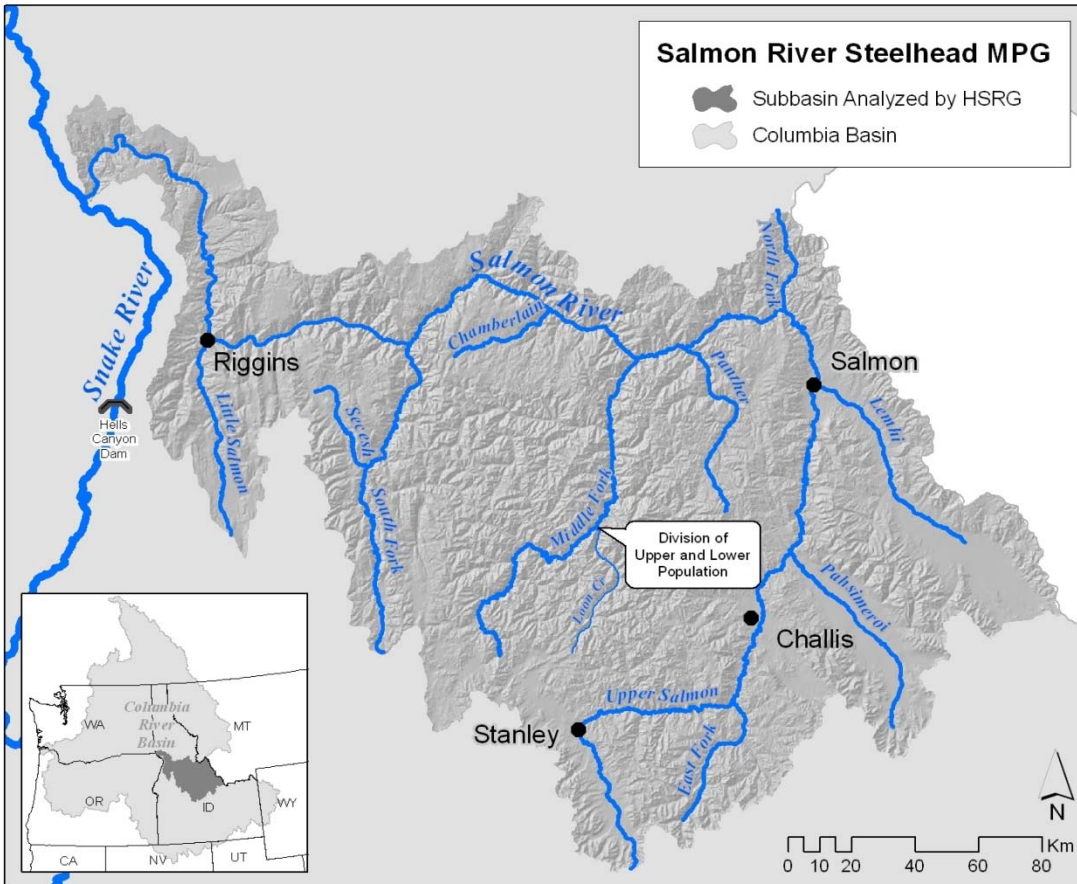 Salmon River Steelhead MPG
Subbasin Analyzed by HSRG
Columbia Basin
Snake River
Hells
Canyon
Dam
Riggins
Little Salmon
Secesh
South Fork
Salmon River
Chamberlain
Middle Fork
Loon Cr
Division of
Upper and Lower
Population
Panther
North Fork
Salmon
Lemhi
Pahsimeroi
Challis
Upper Salmon
Stanley
East Fork
WA
Columbia
River
Basin
MT
OR
ID
WY
CA
NV
UT
N
Km
0 5 10 20 40 60 80